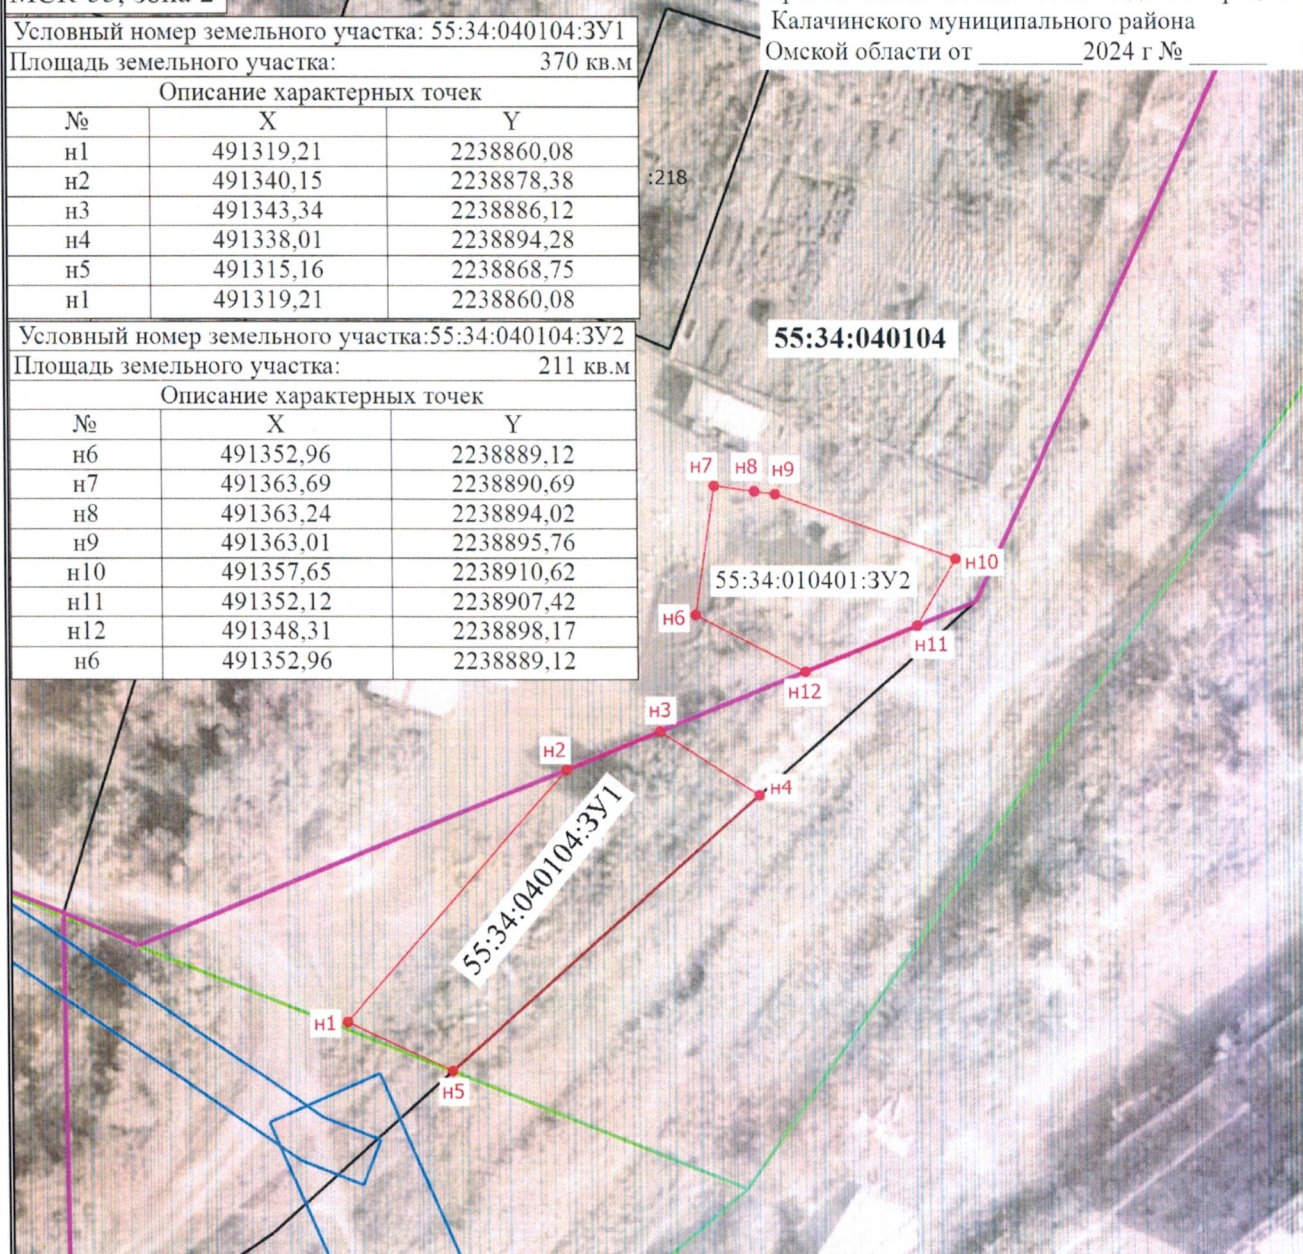 МСК-55, зона 2
Условный номер земельного участка: 55:34:040104:ЗУ1
Площадь земельного участка: 370 кв.м
Описание характерных точек
№ X Y
н1 491319,21 2238860,08
н2 491340,15 2238878,38
н3 491343,34 2238886,12
н4 491338,01 2238894,28
н5 491315,16 2238868,75
н1 491319,21 2238860,08
Условный номер земельного участка:55:34:040104:ЗУ2
Площадь земельного участка: 211 кв.м
Описание характерных точек
№ X Y
н6 491352,96 2238889,12
н7 491363,69 2238890,69
н8 491363,24 2238894,02
н9 491363,01 2238895,76
н10 491357,65 2238910,62
н11 491352,12 2238907,42
н12 491348,31 2238898,17
н6 491352,96 2238889,12
Калачинского муниципального района
Омской области от ________2024 г № ______
:218
55:34:040104
н7 н8 н9
н10
55:34:010401:ЗУ2
н6
н11
н12
н3
н2
н4
55:34:040104:ЗУ1
н1
н5